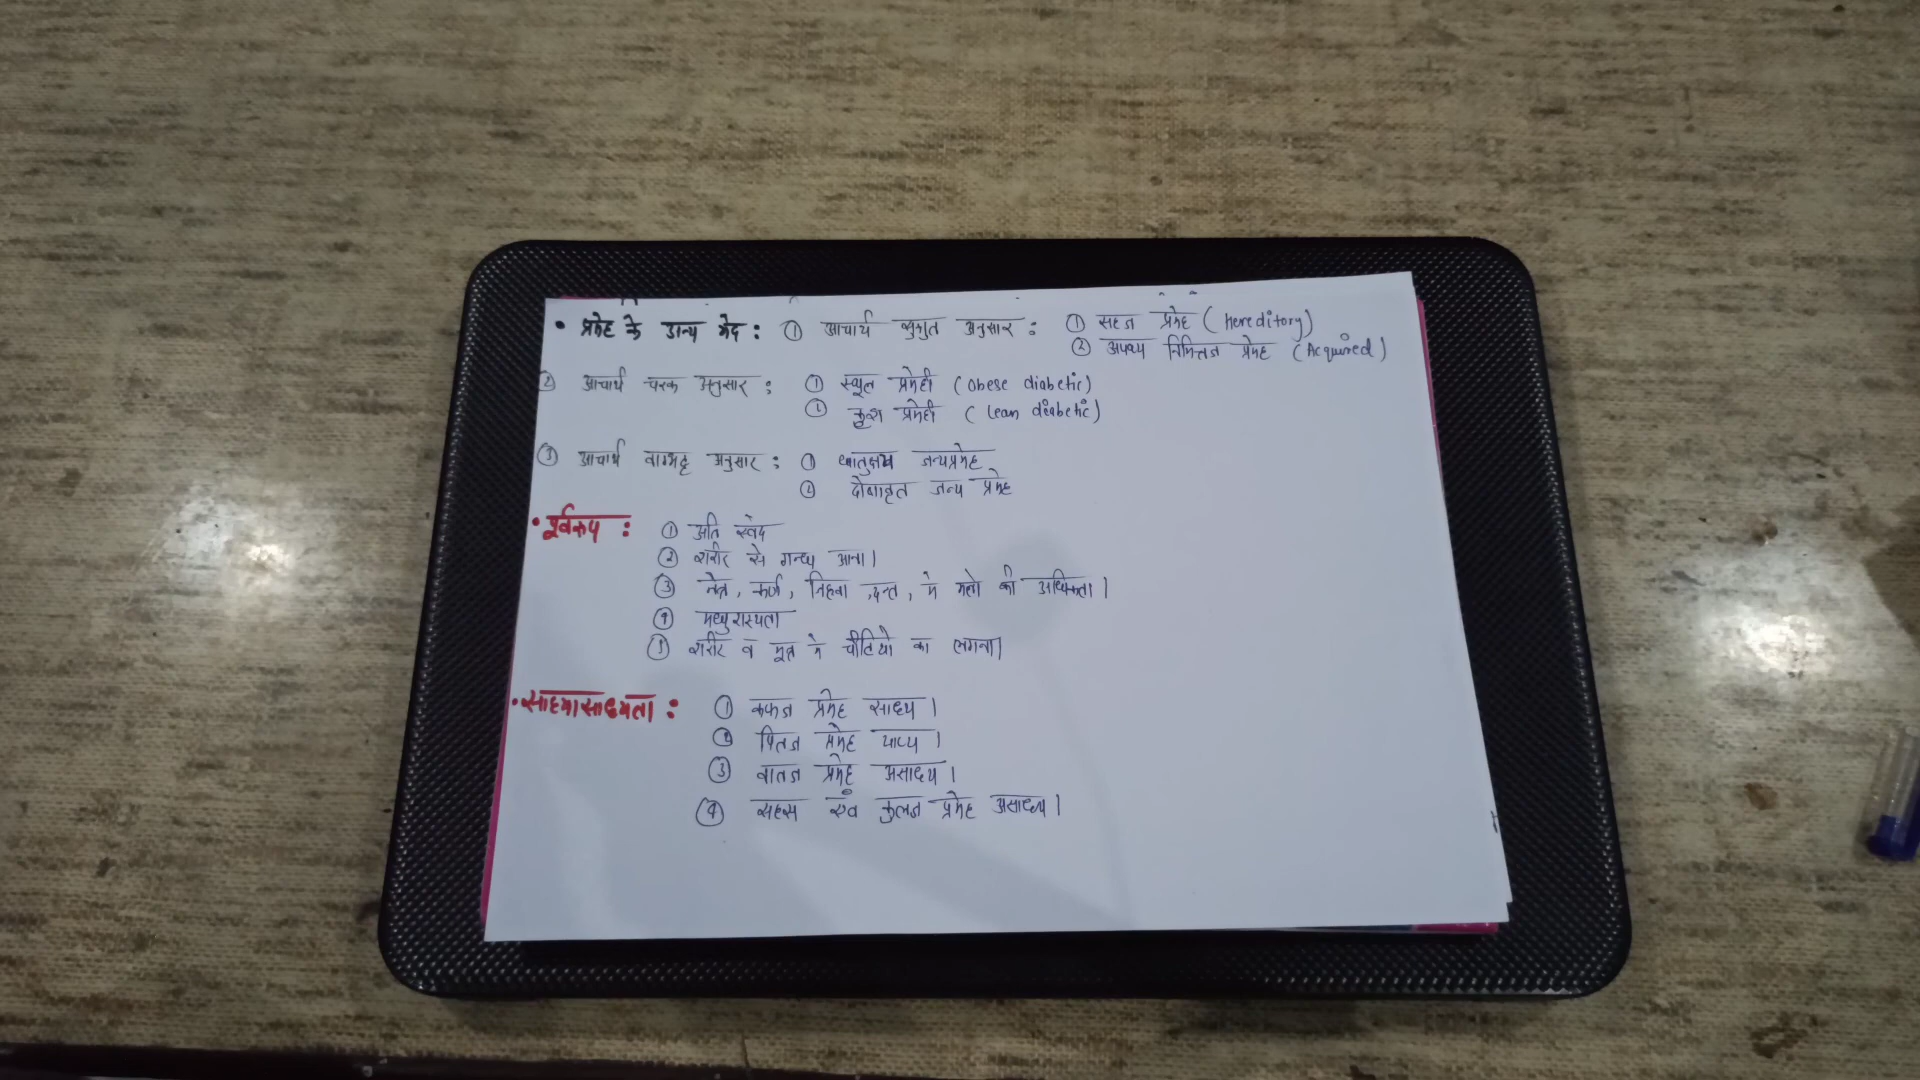 • प्रमेह के अन्य भेद : ① आचार्य सुश्रुत अनुसार : ① सहज प्रमेह ( Hereditory)
② अपथ्य निमित्तज प्रमेह (Acquired)
② आचार्य चरक अनुसार : ① स्थूल प्रमेही (Obese diabetic)
② कृश प्रमेही ( Lean diabetic)
③ आचार्य वाग्भट्ट अनुसार : ① धातुक्षय जन्यप्रमेह
② दोषावृत जन्य प्रमेह
• पूर्वरूप : ① अति स्वेद
② शरीर से गन्ध आना।
③ नेत्र, कर्ण, जिहवा ,दन्त, में मलो की अधिकता।
④ मधुरास्यता
⑤ शरीर व मूत्र में चीटियो का लगना।
• साध्यासाध्यता : ① कफज प्रमेह साध्य।
② पितज प्रमेह याप्य।
③ वातज प्रमेह असाध्य।
④ सहस एंव कुलज प्रमेह असाध्य।